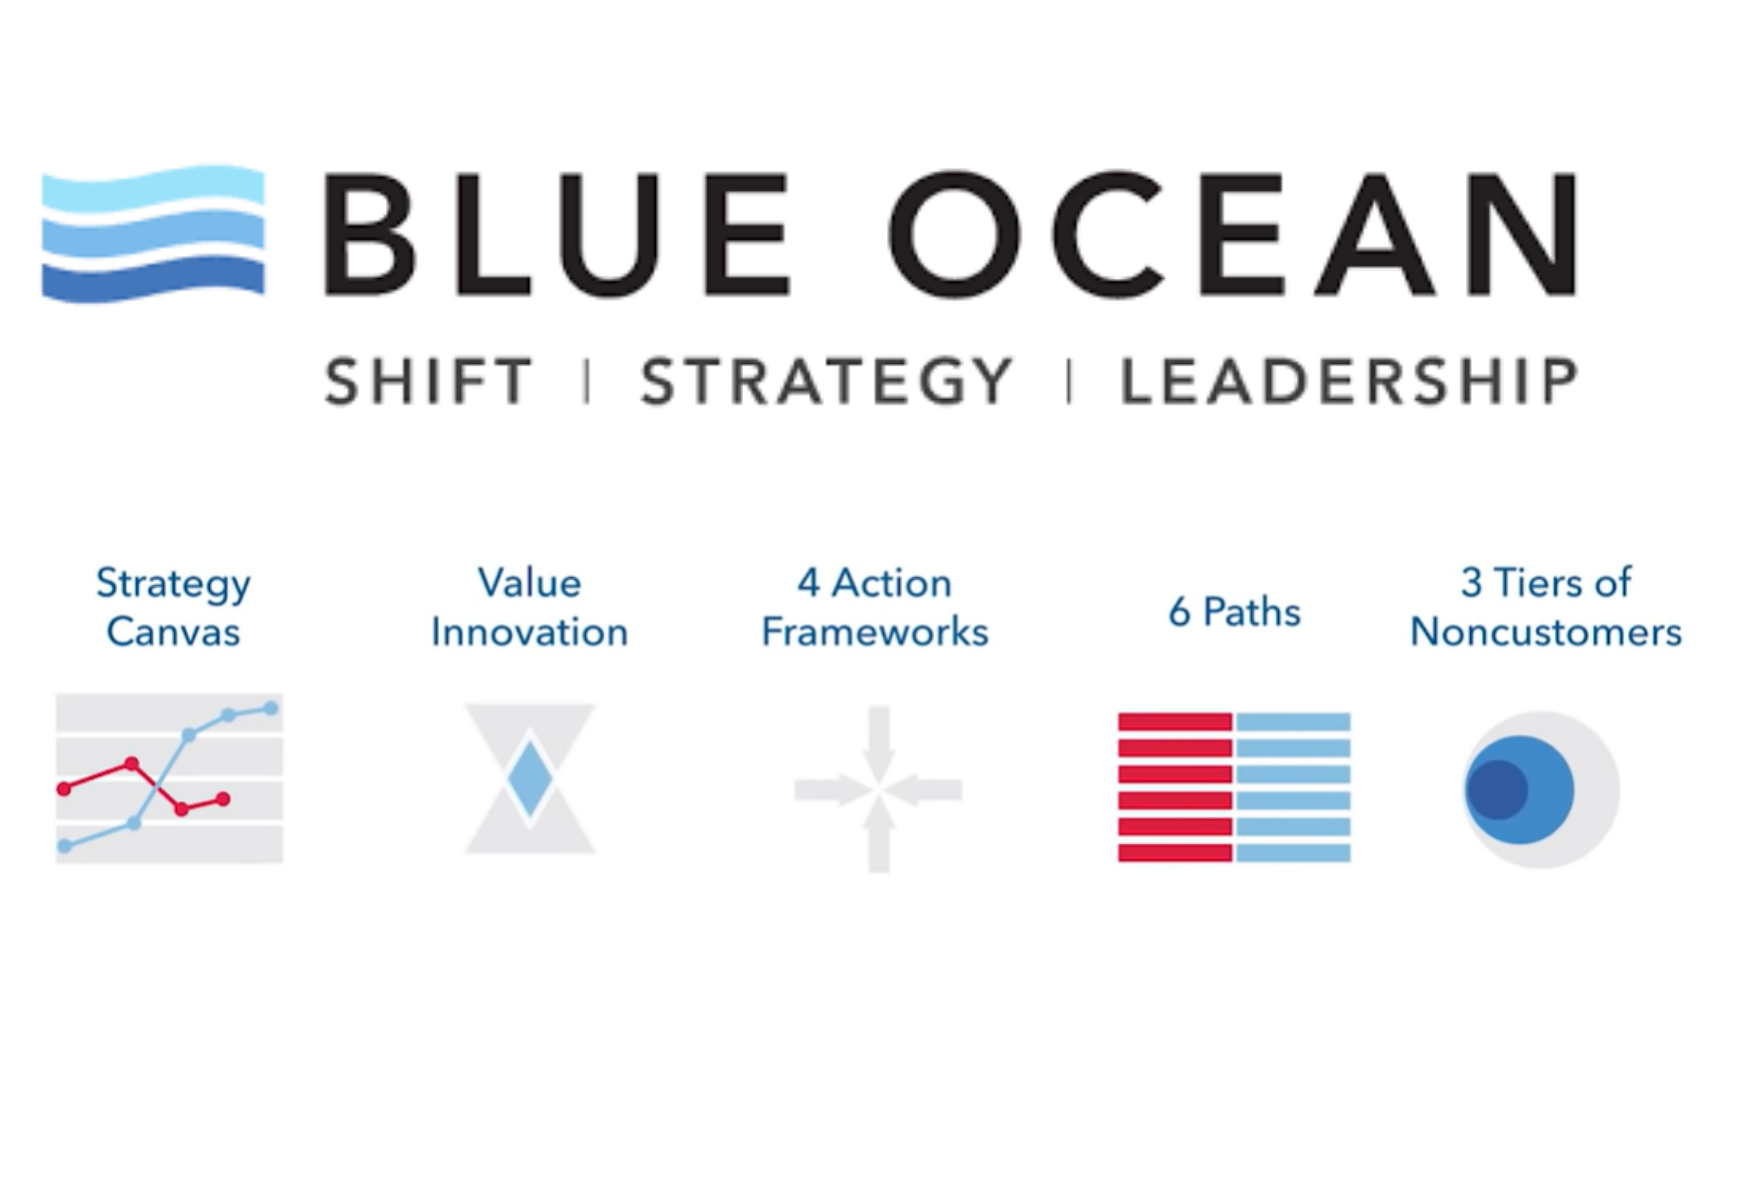 BLUE OCEAN
SHIFT | STRATEGY | LEADERSHIP
Strategy
Canvas
Value
Innovation
4 Action
Frameworks
6 Paths
3 Tiers of
Noncustomers